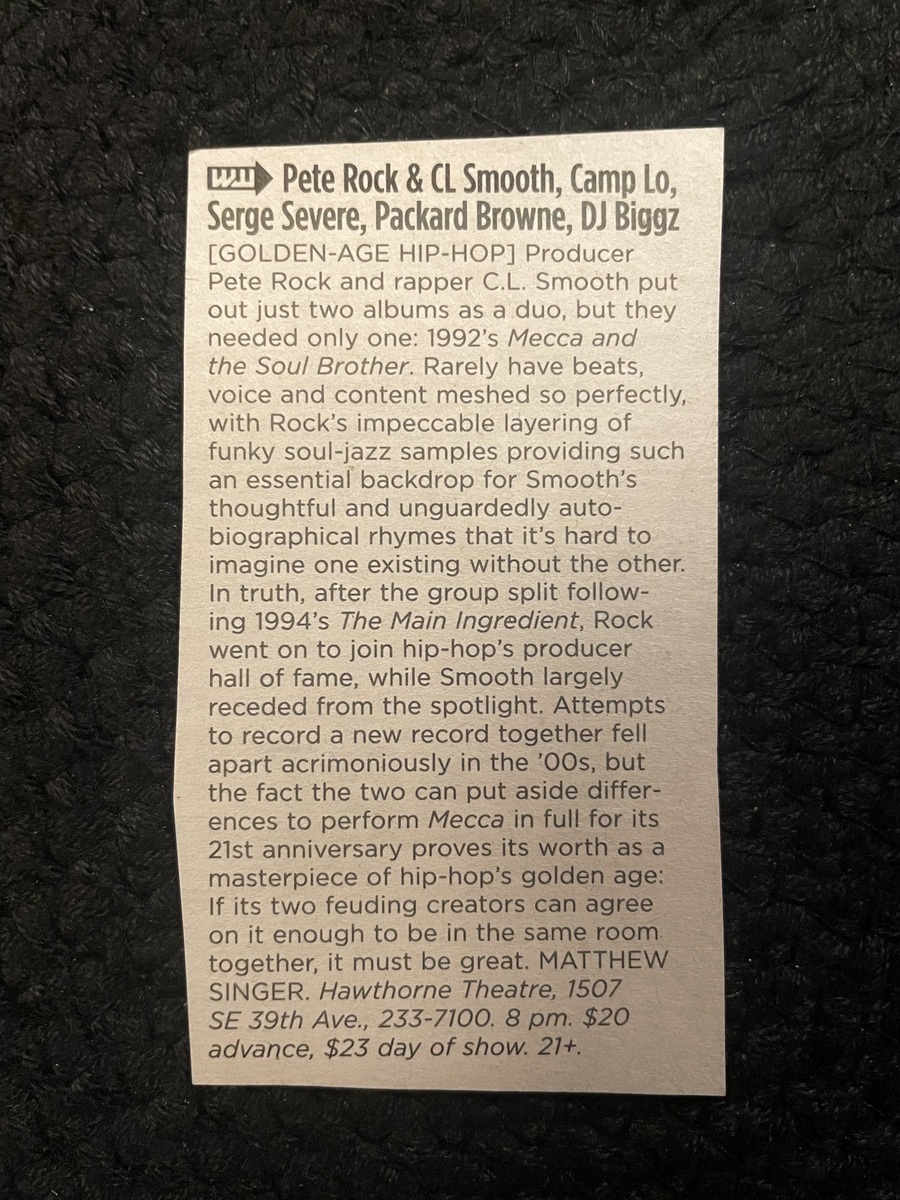 WW Pete Rock & CL Smooth, Camp Lo,
Serge Severe, Packard Browne, DJ Biggz
[GOLDEN-AGE HIP-HOP] Producer
Pete Rock and rapper C.L. Smooth put
out just two albums as a duo, but they
needed only one: 1992’s Mecca and
the Soul Brother. Rarely have beats,
voice and content meshed so perfectly,
with Rock’s impeccable layering of
funky soul-jazz samples providing such
an essential backdrop for Smooth’s
thoughtful and unguardedly auto-
biographical rhymes that it’s hard to
imagine one existing without the other.
In truth, after the group split follow-
ing 1994’s The Main Ingredient, Rock
went on to join hip-hop’s producer
hall of fame, while Smooth largely
receded from the spotlight. Attempts
to record a new record together fell
apart acrimoniously in the ’00s, but
the fact the two can put aside differ-
ences to perform Mecca in full for its
21st anniversary proves its worth as a
masterpiece of hip-hop’s golden age:
If its two feuding creators can agree
on it enough to be in the same room
together, it must be great. MATTHEW
SINGER. Hawthorne Theatre, 1507
SE 39th Ave., 233-7100. 8 pm. $20
advance, $23 day of show. 21+.